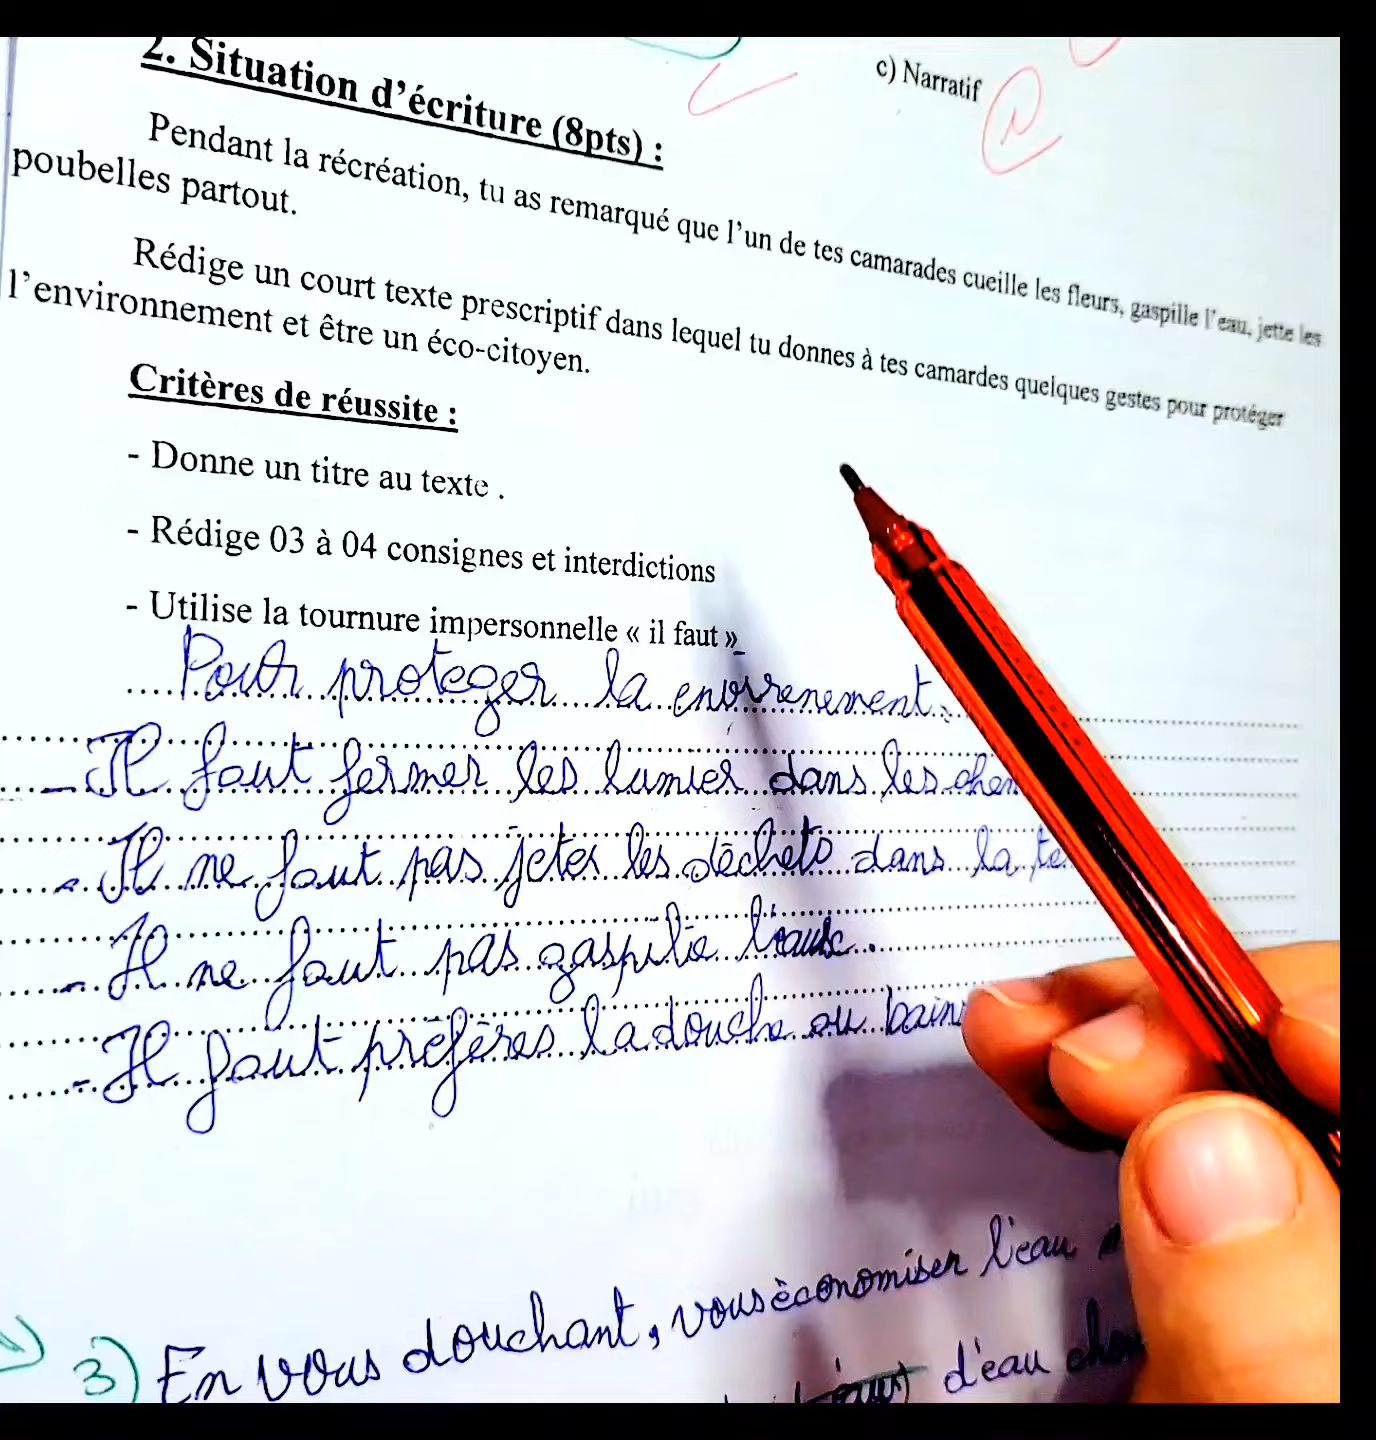 2. Situation d'écriture (8pts) :
c) Narratif
Pendant la récréation, tu as remarqué que l'un de tes camarades cueille les fleurs, gaspille l'eau, jette les
poubelles partout.
Rédige un court texte prescriptif dans lequel tu donnes à tes camardes quelques gestes pour protéger
l'environnement et être un éco-citoyen.
Critères de réussite :
- Donne un titre au texte .
- Rédige 03 à 04 consignes et interdictions
- Utilise la tournure impersonnelle « il faut »
Pour protéger la envirenement.
- Il faut fermer les lumier dans les
- Il ne faut pas jeter les déchets dans la
- Il ne faut pas gaspilie
- Il faut préféres la douche ou bain
3) En vous douchant, vous économiser l'eau
d'eau